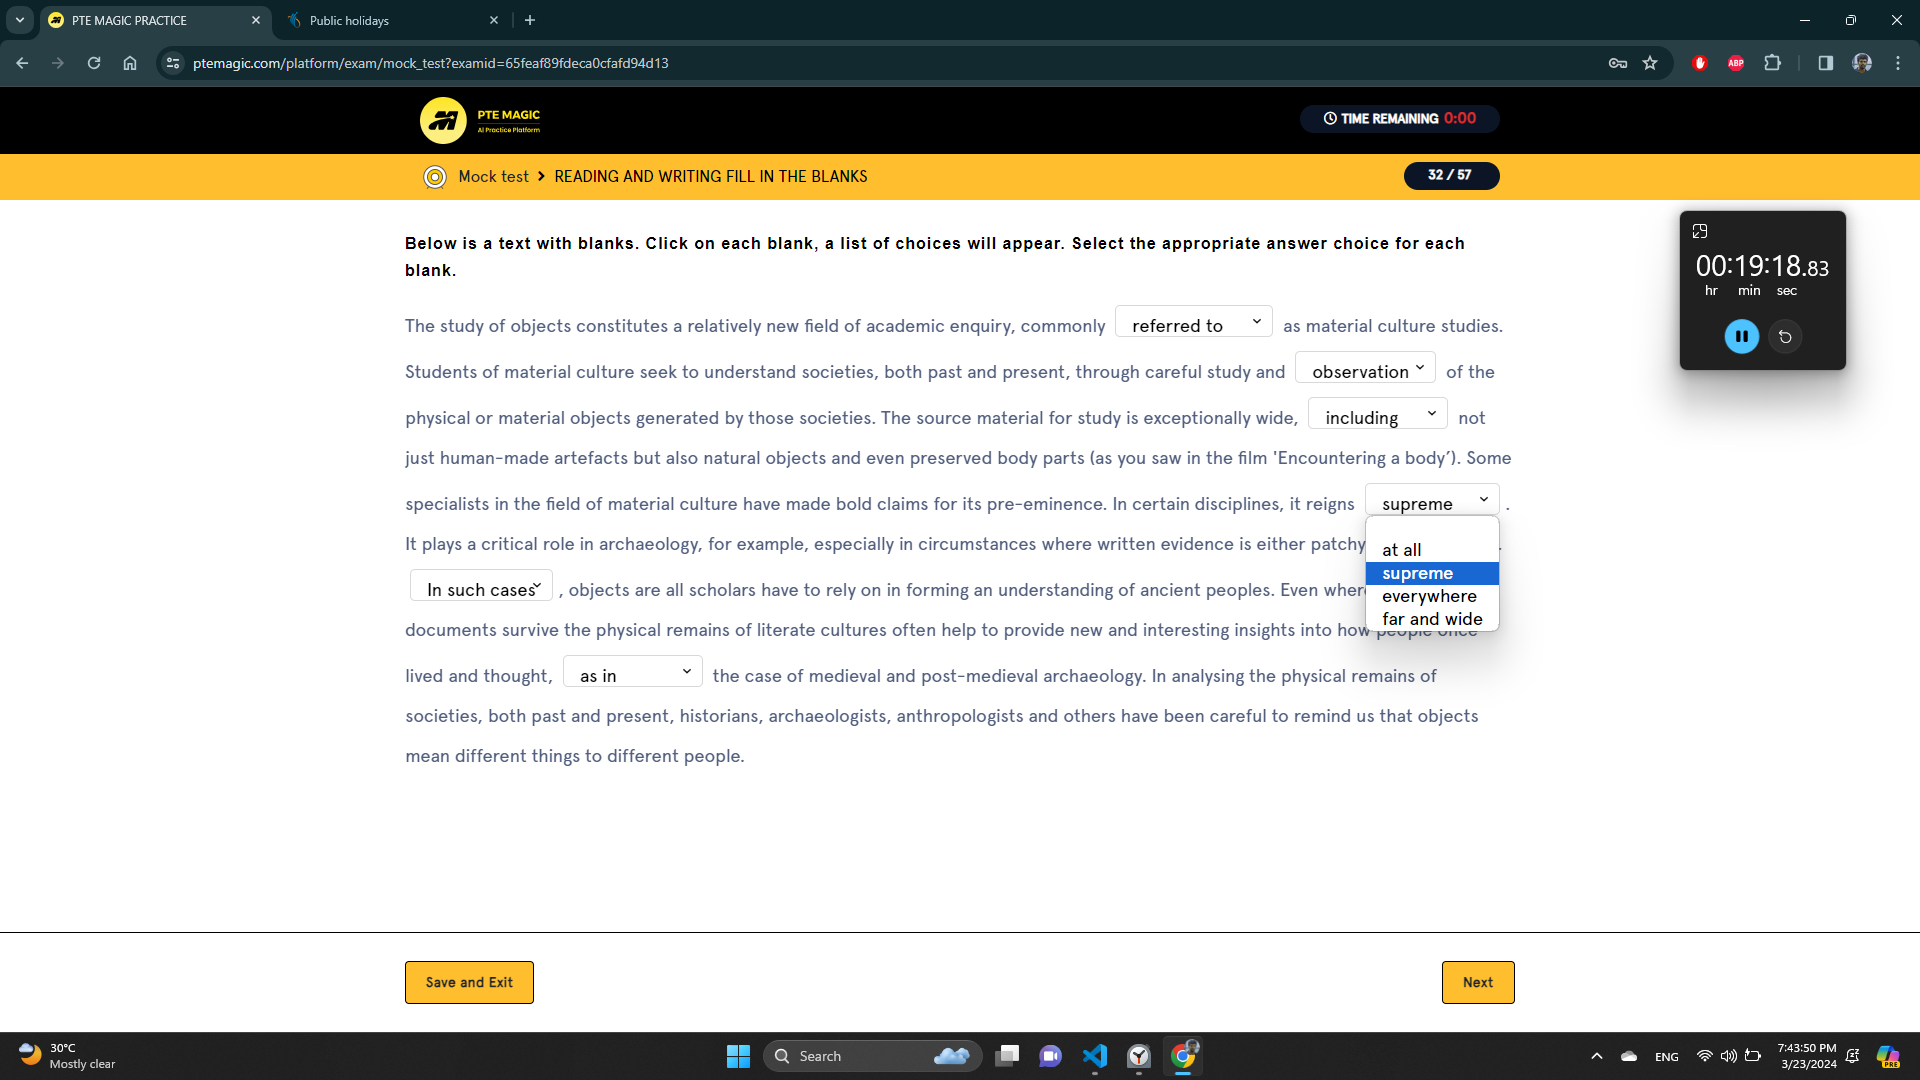 PTE MAGIC PRACTICE
Public holidays
ptemagic.com/platform/exam/mock_test?examid=65feaf89fdeca0cfafd94d13
ABP
PTE MAGIC
AI Practice Platform
TIME REMAINING 0:00
Mock test > READING AND WRITING FILL IN THE BLANKS
32 / 57
Below is a text with blanks. Click on each blank, a list of choices will appear. Select the appropriate answer choice for each
blank.
00:19:18.83
hr min sec
The study of objects constitutes a relatively new field of academic enquiry, commonly referred to as material culture studies.
Students of material culture seek to understand societies, both past and present, through careful study and observation of the
physical or material objects generated by those societies. The source material for study is exceptionally wide, including not
just human-made artefacts but also natural objects and even preserved body parts (as you saw in the film 'Encountering a body’). Some
specialists in the field of material culture have made bold claims for its pre-eminence. In certain disciplines, it reigns supreme .
It plays a critical role in archaeology, for example, especially in circumstances where written evidence is either patchy .
at all
supreme
everywhere
far and wide
In such cases , objects are all scholars have to rely on in forming an understanding of ancient peoples. Even where
documents survive the physical remains of literate cultures often help to provide new and interesting insights into how people once
lived and thought, as in the case of medieval and post-medieval archaeology. In analysing the physical remains of
societies, both past and present, historians, archaeologists, anthropologists and others have been careful to remind us that objects
mean different things to different people.
Save and Exit
Next
30°C
Mostly clear
Search
ENG
7:43:50 PM
3/23/2024
PRE